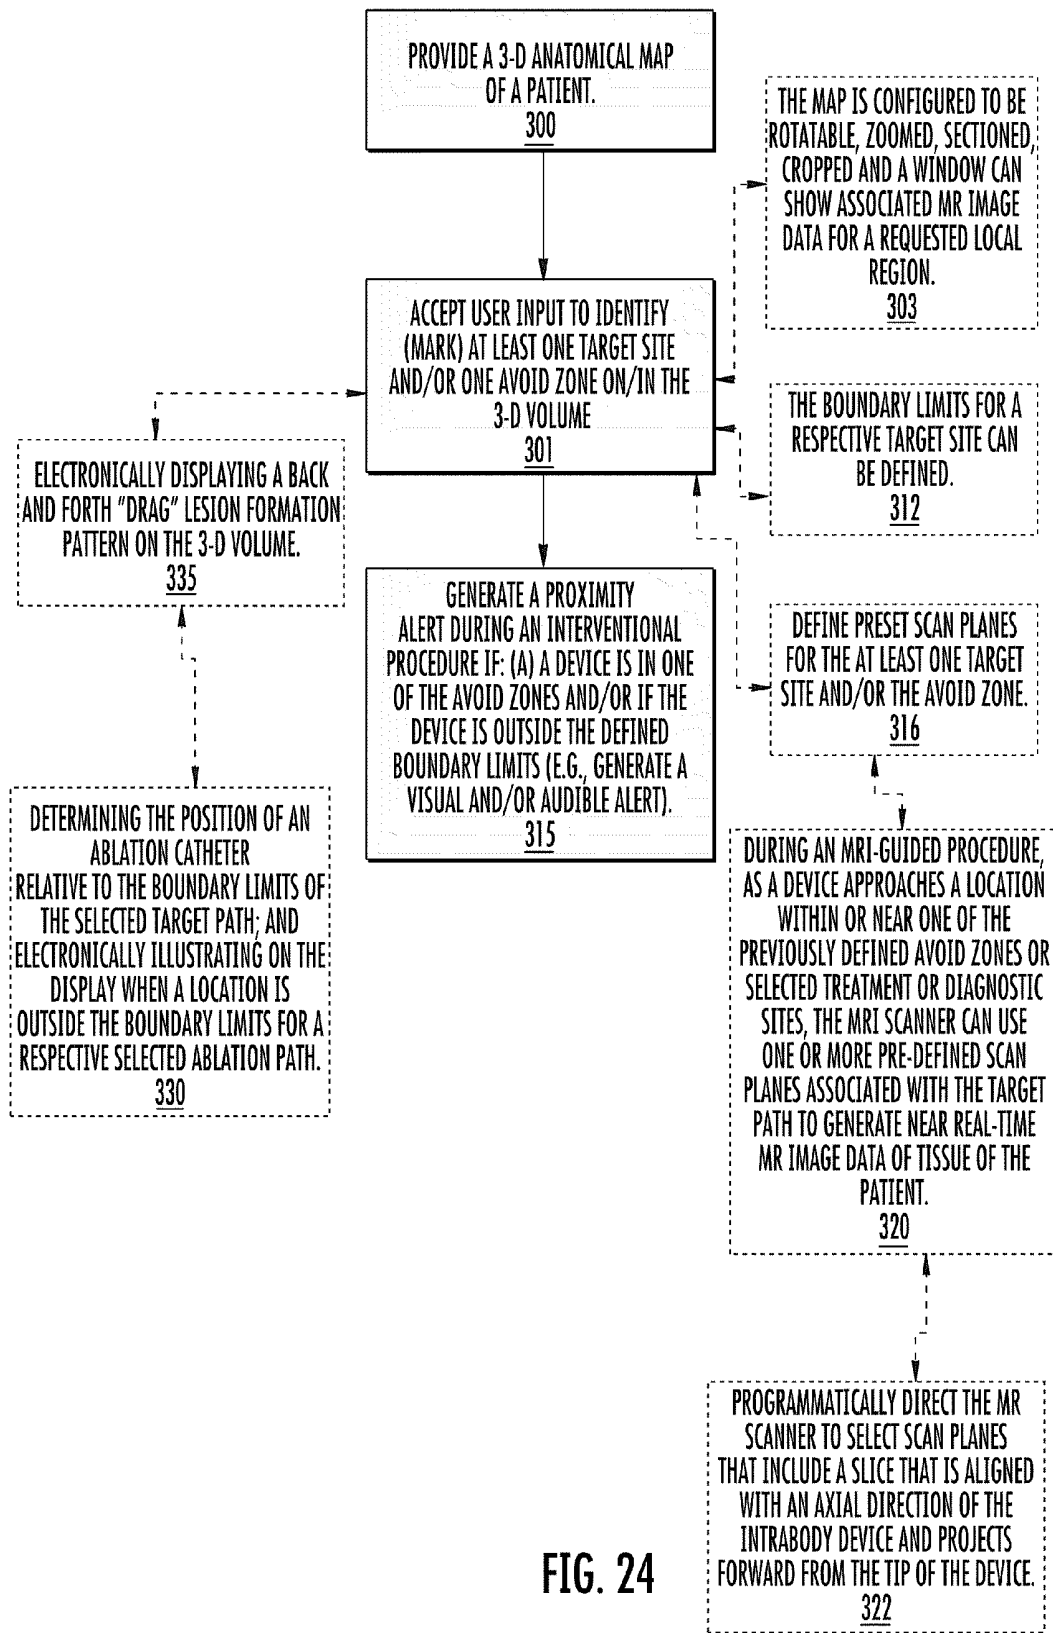 PROVIDE A 3-D ANATOMICAL MAP
OF A PATIENT.
300
THE MAP IS CONFIGURED TO BE
ROTATABLE, ZOOMED, SECTIONED,
CROPPED AND A WINDOW CAN
SHOW ASSOCIATED MR IMAGE
DATA FOR A REQUESTED LOCAL
REGION.
303
ACCEPT USER INPUT TO IDENTIFY
(MARK) AT LEAST ONE TARGET SITE
AND/OR ONE AVOID ZONE ON/IN THE
3-D VOLUME
301
THE BOUNDARY LIMITS FOR A
RESPECTIVE TARGET SITE CAN
BE DEFINED.
312
ELECTRONICALLY DISPLAYING A BACK
AND FORTH "DRAG" LESION FORMATION
PATTERN ON THE 3-D VOLUME.
335
GENERATE A PROXIMITY
ALERT DURING AN INTERVENTIONAL
PROCEDURE IF: (A) A DEVICE IS IN ONE
OF THE AVOID ZONES AND/OR IF THE
DEVICE IS OUTSIDE THE DEFINED
BOUNDARY LIMITS (E.G., GENERATE A
VISUAL AND/OR AUDIBLE ALERT).
315
DEFINE PRESET SCAN PLANES
FOR THE AT LEAST ONE TARGET
SITE AND/OR THE AVOID ZONE.
316
DETERMINING THE POSITION OF AN
ABLATION CATHETER
RELATIVE TO THE BOUNDARY LIMITS OF
THE SELECTED TARGET PATH; AND
ELECTRONICALLY ILLUSTRATING ON THE
DISPLAY WHEN A LOCATION IS
OUTSIDE THE BOUNDARY LIMITS FOR A
RESPECTIVE SELECTED ABLATION PATH.
330
DURING AN MRI-GUIDED PROCEDURE,
AS A DEVICE APPROACHES A LOCATION
WITHIN OR NEAR ONE OF THE
PREVIOUSLY DEFINED AVOID ZONES OR
SELECTED TREATMENT OR DIAGNOSTIC
SITES, THE MRI SCANNER CAN USE
ONE OR MORE PRE-DEFINED SCAN
PLANES ASSOCIATED WITH THE TARGET
PATH TO GENERATE NEAR REAL-TIME
MR IMAGE DATA OF TISSUE OF THE
PATIENT.
320
PROGRAMMATICALLY DIRECT THE MR
SCANNER TO SELECT SCAN PLANES
THAT INCLUDE A SLICE THAT IS ALIGNED
WITH AN AXIAL DIRECTION OF THE
INTRABODY DEVICE AND PROJECTS
FORWARD FROM THE TIP OF THE DEVICE.
322
FIG. 24